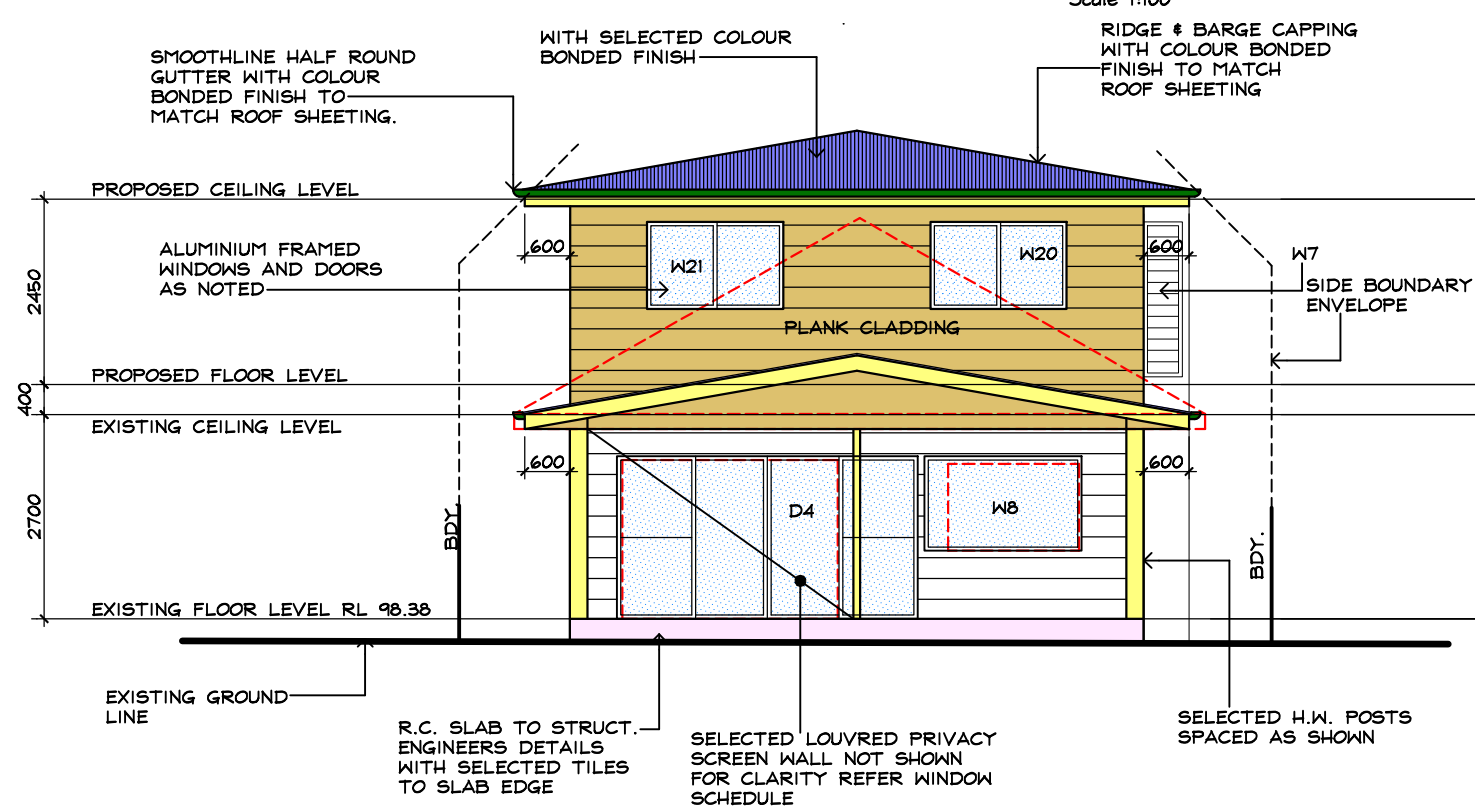 Scale 1:100
SMOOTHLINE HALF ROUND
GUTTER WITH COLOUR
BONDED FINISH TO
MATCH ROOF SHEETING.
WITH SELECTED COLOUR
BONDED FINISH
RIDGE & BARGE CAPPING
WITH COLOUR BONDED
FINISH TO MATCH
ROOF SHEETING
PROPOSED CEILING LEVEL
ALUMINIUM FRAMED
WINDOWS AND DOORS
AS NOTED
600
W21
W20
600
W7
SIDE BOUNDARY
ENVELOPE
2450
PLANK CLADDING
PROPOSED FLOOR LEVEL
400
EXISTING CEILING LEVEL
600
600
2700
D4
W8
BDY.
BDY.
EXISTING FLOOR LEVEL RL 98.38
EXISTING GROUND
LINE
R.C. SLAB TO STRUCT.
ENGINEERS DETAILS
WITH SELECTED TILES
TO SLAB EDGE
SELECTED LOUVRED PRIVACY
SCREEN WALL NOT SHOWN
FOR CLARITY REFER WINDOW
SCHEDULE
SELECTED H.W. POSTS
SPACED AS SHOWN